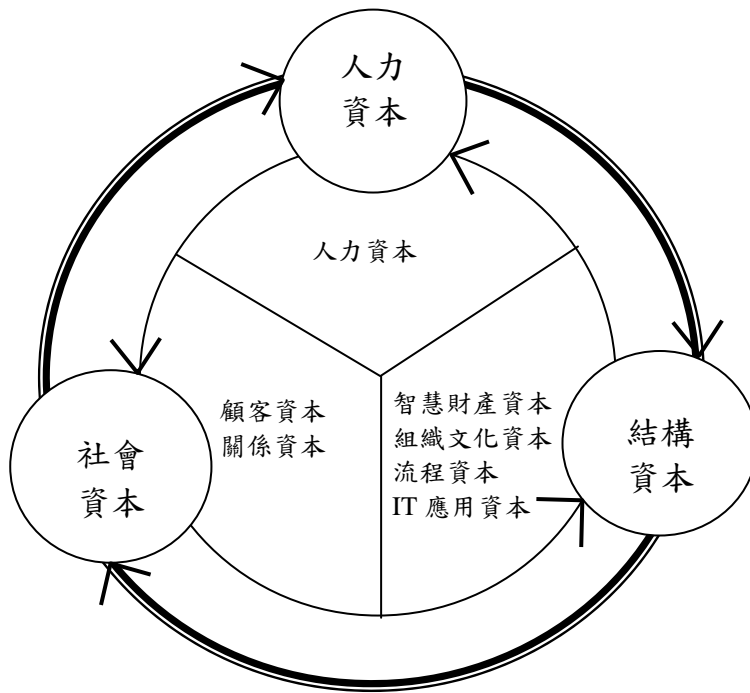 人力
資本
人力資本
顧客資本
關係資本
智慧財產資本
組織文化資本
流程資本
IT 應用資本
社會
資本
結構
資本